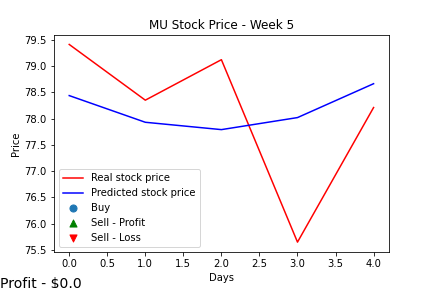 MU Stock Price - Week 5
79.5
79.0
78.5
78.0
77.5
77.0
76.5
76.0
75.5
Price
Real stock price
Predicted stock price
Buy
Sell - Profit
Sell - Loss
0.0 0.5 1.0 1.5 2.0 2.5 3.0 3.5 4.0
Days
Profit - $0.0